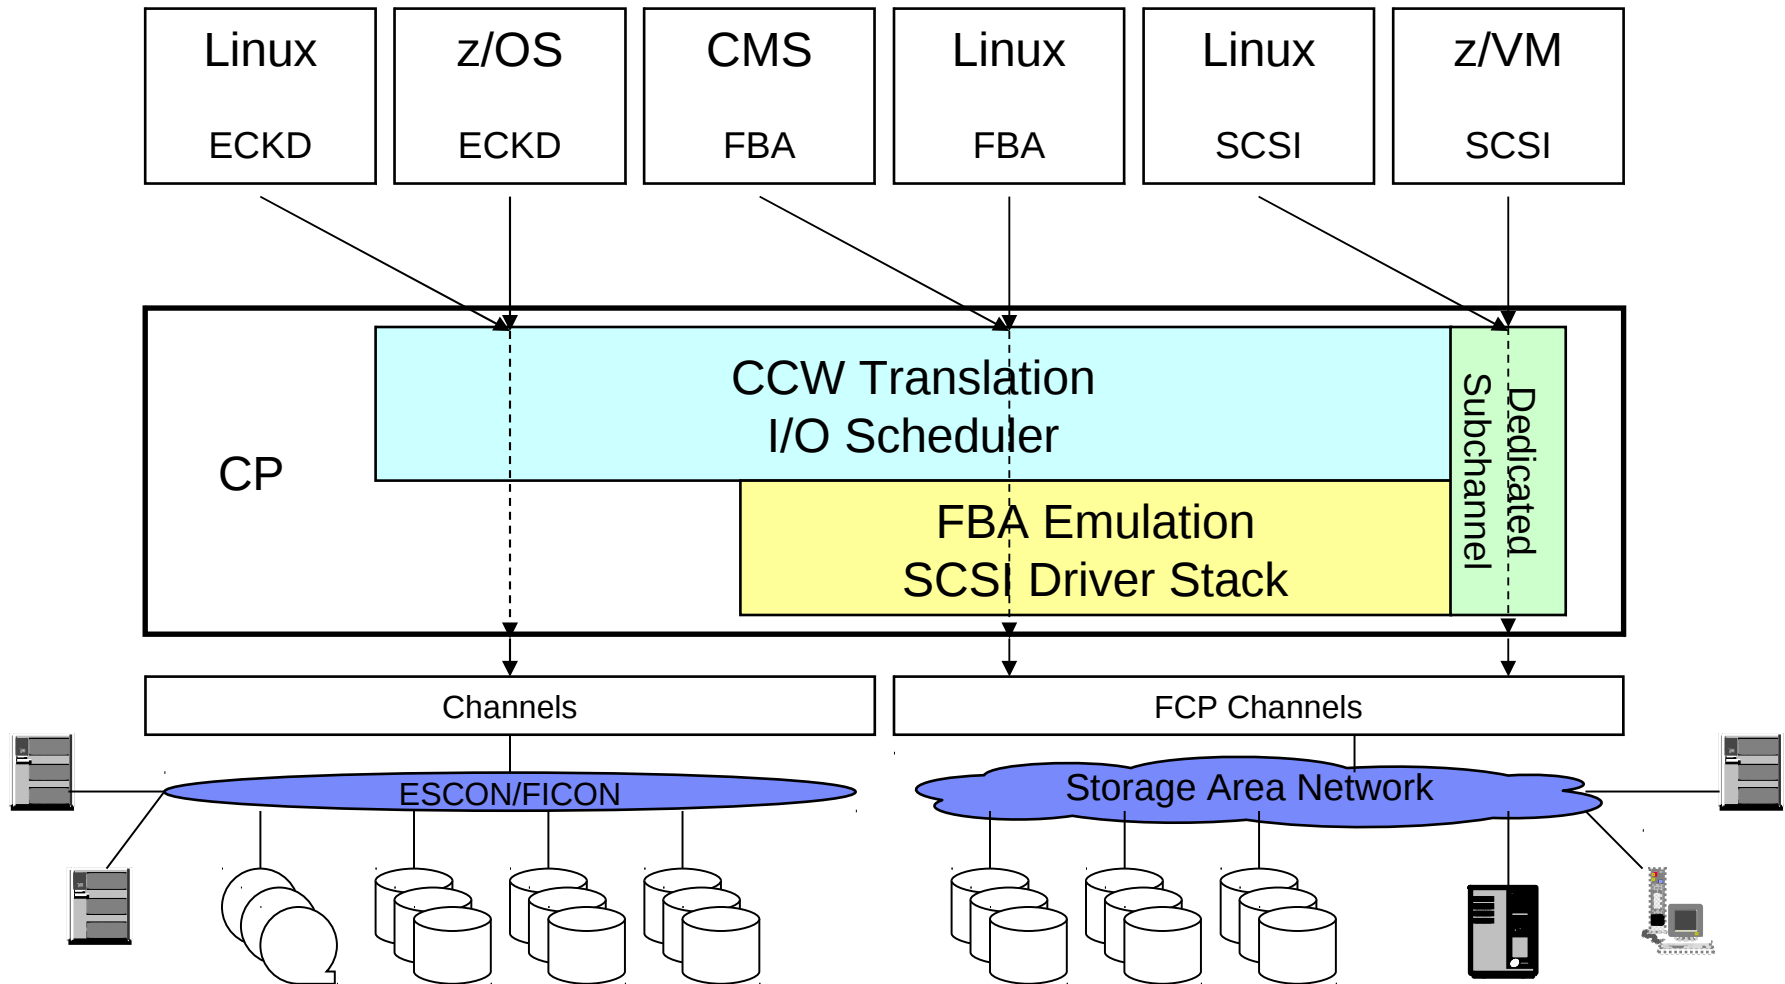 Linux
ECKD
z/OS
ECKD
CMS
FBA
Linux
FBA
Linux
SCSI
z/VM
SCSI
CP
CCW Translation
I/O Scheduler
FBA Emulation
SCSI Driver Stack
Dedicated
Subchannel
Channels
FCP Channels
ESCON/FICON
Storage Area Network